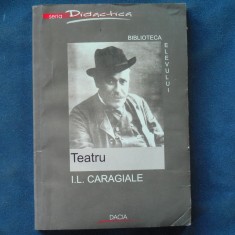 seria Didactica
BIBLIOTECA
ELEVULUI
Teatru
I.L. CARAGIALE
DACIA